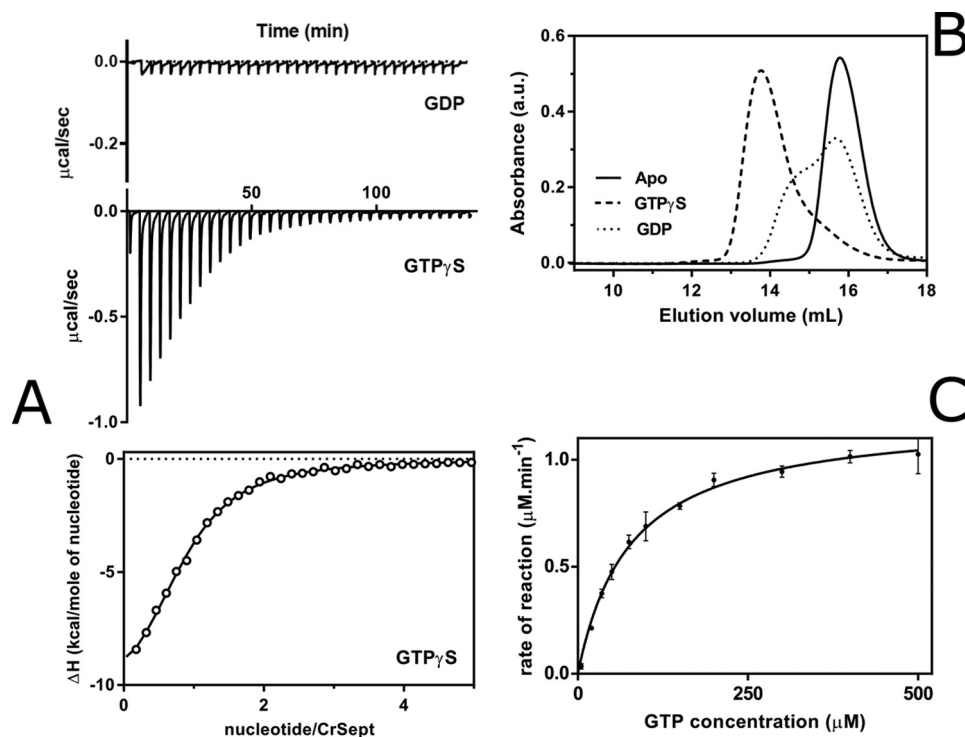 Time (min)
0.0
GDP
-0.2
μcal/sec
50
100
0.0
GTPγS
-0.5
μcal/sec
-1.0
A
0
-5
-10
ΔH (kcal/mole of nucleotide)
GTPγS
0
2
4
nucleotide/CrSept
B
0.6
0.4
0.2
0.0
Absorbance (a.u.)
Apo
GTPγS
GDP
10
12
14
16
18
Elution volume (mL)
C
1.0
0.5
0.0
rate of reaction (μM.min⁻¹)
0
250
500
GTP concentration (μM)